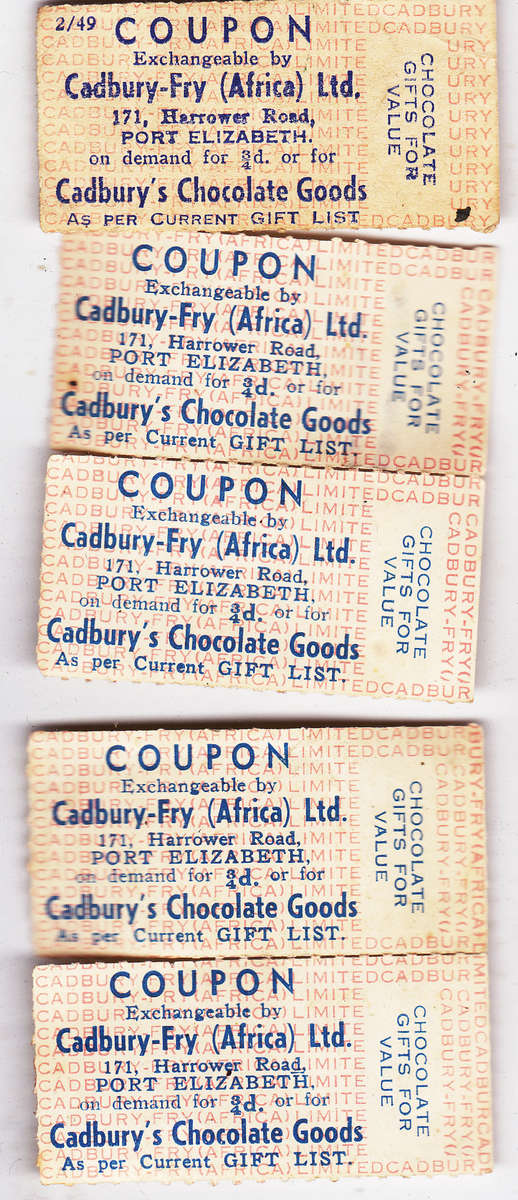 2/49 COUPON
Exchangeable by
Cadbury-Fry (Africa) Ltd.
171, Harrower Road,
PORT ELIZABETH.
on demand for ¾d. or for
Cadbury's Chocolate Goods
AS PER CURRENT GIFT LIST
CHOCOLATE
GIFTS FOR
VALUE
COUPON
Exchangeable by
Cadbury-Fry (Africa) Ltd.
171, Harrower Road,
PORT ELIZABETH,
on demand for ¾d. or for
Cadbury's Chocolate Goods
As per Current GIFT LIST.
CHOCOLATE
GIFTS FOR
VALUE
COUPON
Exchangeable by
Cadbury-Fry (Africa) Ltd.
171, Harrower Road,
PORT ELIZABETH,
on demand for ¾d. or for
Cadbury's Chocolate Goods
As per Current GIFT LIST.
CHOCOLATE
GIFTS FOR
VALUE
COUPON
Exchangeable by
Cadbury-Fry (Africa) Ltd.
171, Harrower Road,
PORT ELIZABETH,
on demand for ¾d. or for
Cadbury's Chocolate Goods
As per Current GIFT LIST.
CHOCOLATE
GIFTS FOR
VALUE
COUPON
Exchangeable by
Cadbury-Fry (Africa) Ltd.
171, Harrower Road,
PORT ELIZABETH,
on demand for ¾d. or for
Cadbury's Chocolate Goods
As per Current GIFT LIST.
CHOCOLATE
GIFTS FOR
VALUE